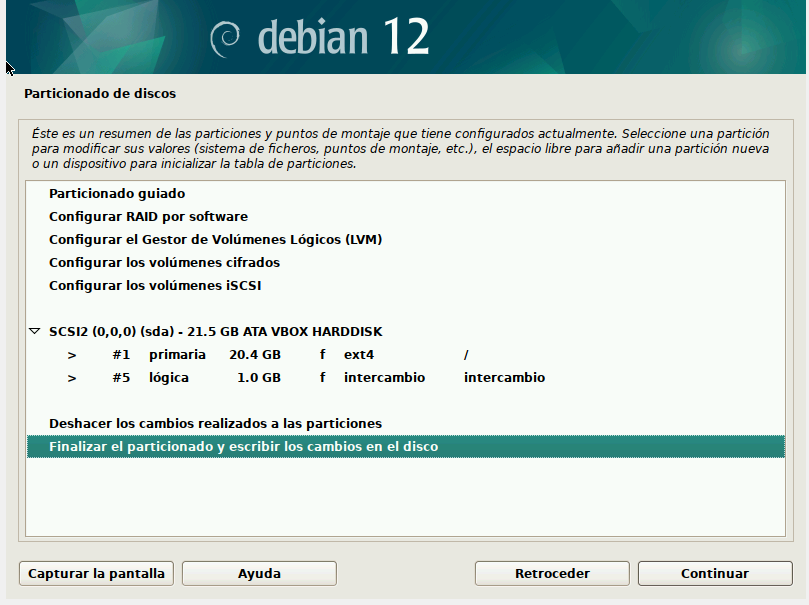 debian 12
Particionado de discos
Éste es un resumen de las particiones y puntos de montaje que tiene configurados actualmente. Seleccione una partición
para modificar sus valores (sistema de ficheros, puntos de montaje, etc.), el espacio libre para añadir una partición nueva
o un dispositivo para inicializar la tabla de particiones.
Particionado guiado
Configurar RAID por software
Configurar el Gestor de Volúmenes Lógicos (LVM)
Configurar los volúmenes cifrados
Configurar los volúmenes iSCSI
SCSI2 (0,0,0) (sda) - 21.5 GB ATA VBOX HARDDISK
> #1 primaria 20.4 GB f ext4 /
> #5 lógica 1.0 GB f intercambio intercambio
Deshacer los cambios realizados a las particiones
Finalizar el particionado y escribir los cambios en el disco
Capturar la pantalla Ayuda Retroceder Continuar